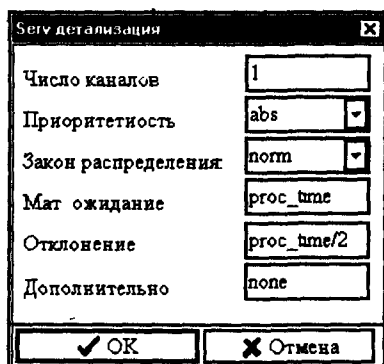 Serv детализация
Число каналов 1
Приоритетность abs
Закон распределения: norm
Мат ожидание proc_time
Отклонение proc_time/2
Дополнительно none
OK Отмена